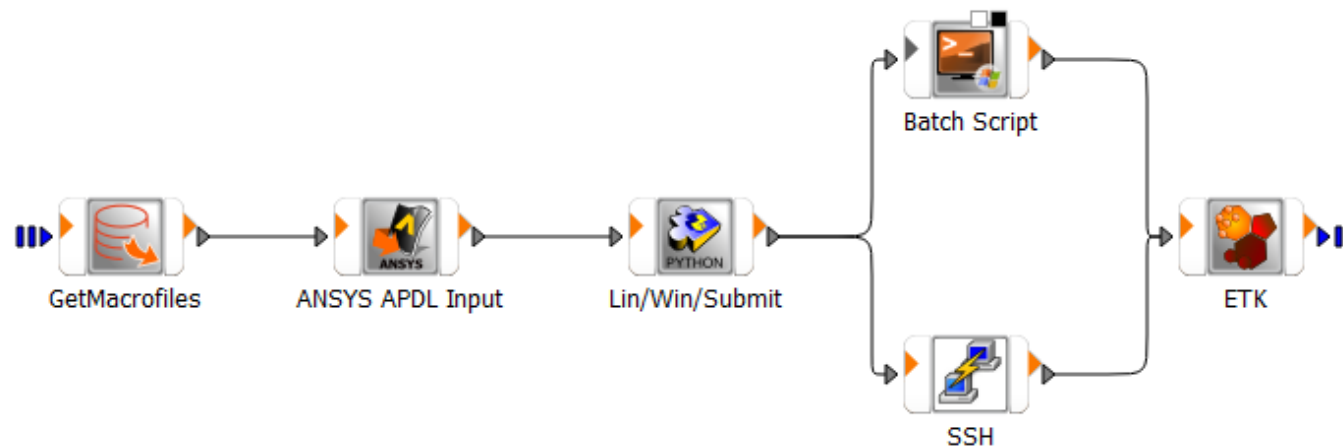 >_
Batch Script
ANSYS
PYTHON
GetMacrofiles
ANSYS APDL Input
Lin/Win/Submit
ETK
SSH